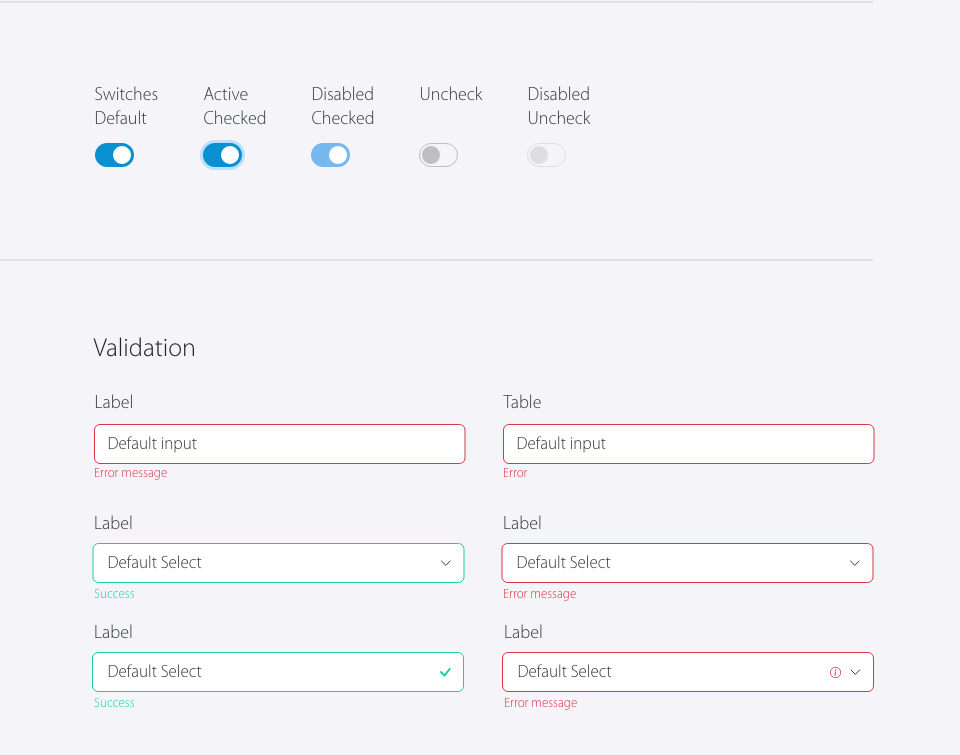 Switches
Default
Active
Checked
Disabled
Checked
Uncheck
Disabled
Uncheck
Validation
Label
Default input
Error message
Table
Default input
Error
Label
Default Select
Success
Label
Default Select
Error message
Label
Default Select
Success
Label
Default Select
Error message